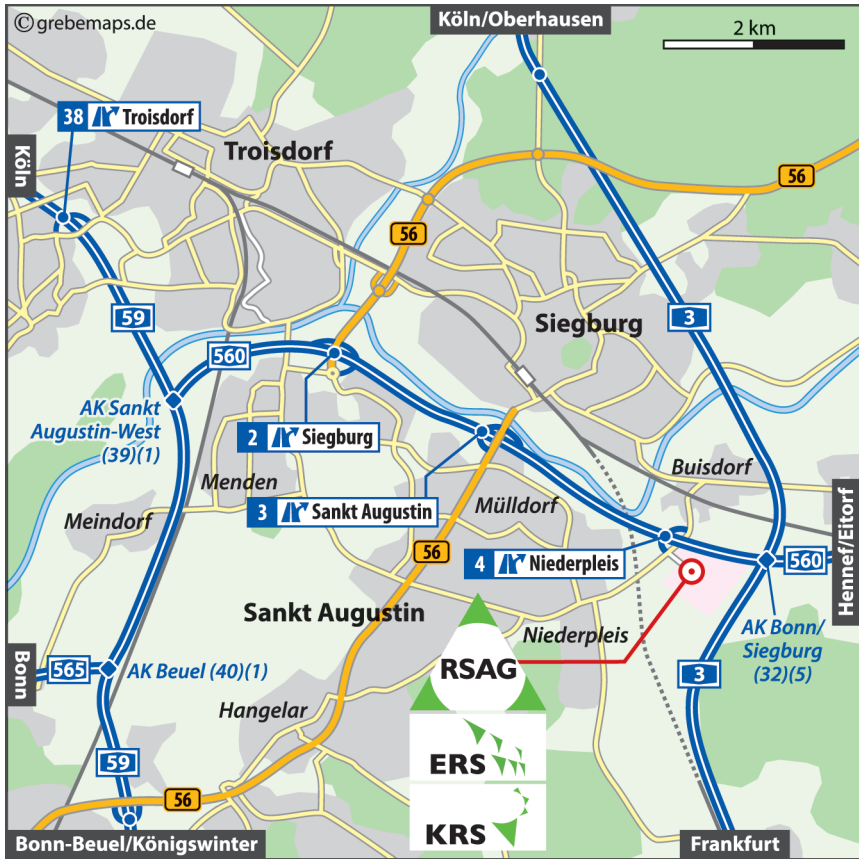 © grebemaps.de
Köln/Oberhausen
2 km
38 Troisdorf
Troisdorf
Köln
56
56
59
3
Siegburg
560
AK Sankt
Augustin-West
(39)(1)
2 Siegburg
Menden
Buisdorf
3 Sankt Augustin
Mülldorf
Meindorf
Hennef/Eitorf
56
4 Niederpleis
560
Sankt Augustin
Niederpleis
AK Bonn/
Siegburg
(32)(5)
Bonn
565
AK Beuel (40)(1)
RSAG
3
Hangelar
59
ERS
56
KRS
Bonn-Beuel/Königswinter
Frankfurt